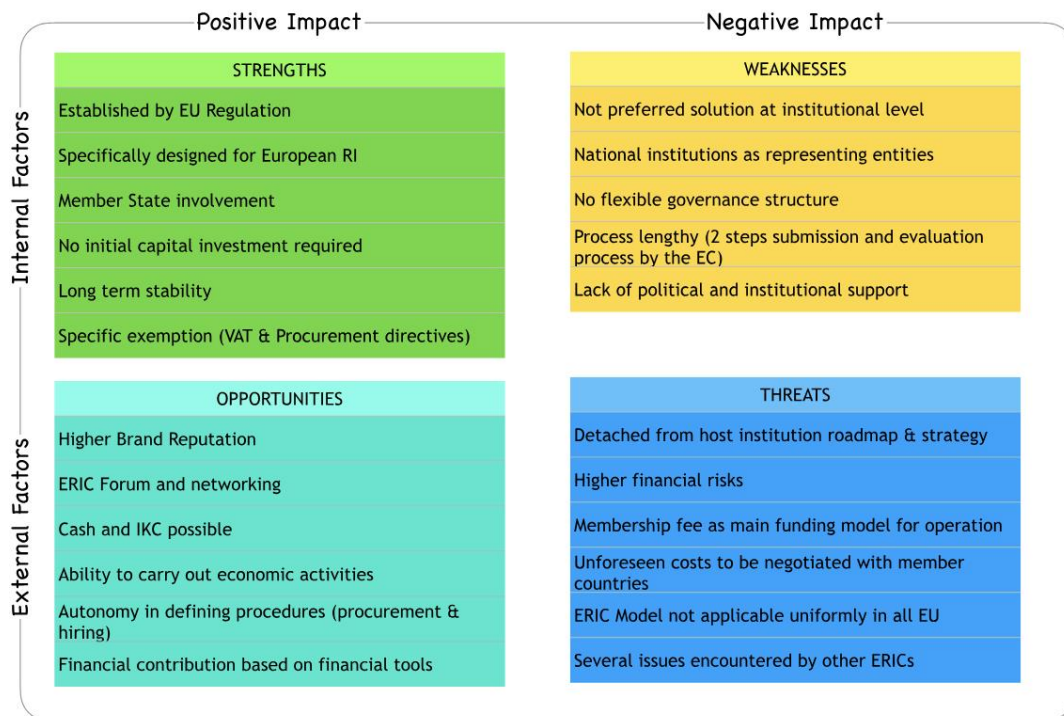 Positive Impact
Negative Impact
Internal Factors
STRENGTHS
Established by EU Regulation
Specifically designed for European RI
Member State involvement
No initial capital investment required
Long term stability
Specific exemption (VAT & Procurement directives)
WEAKNESSES
Not preferred solution at institutional level
National institutions as representing entities
No flexible governance structure
Process lengthy (2 steps submission and evaluation
process by the EC)
Lack of political and institutional support
External Factors
OPPORTUNITIES
Higher Brand Reputation
ERIC Forum and networking
Cash and IKC possible
Ability to carry out economic activities
Autonomy in defining procedures (procurement &
hiring)
Financial contribution based on financial tools
THREATS
Detached from host institution roadmap & strategy
Higher financial risks
Membership fee as main funding model for operation
Unforeseen costs to be negotiated with member
countries
ERIC Model not applicable uniformly in all EU
Several issues encountered by other ERICs